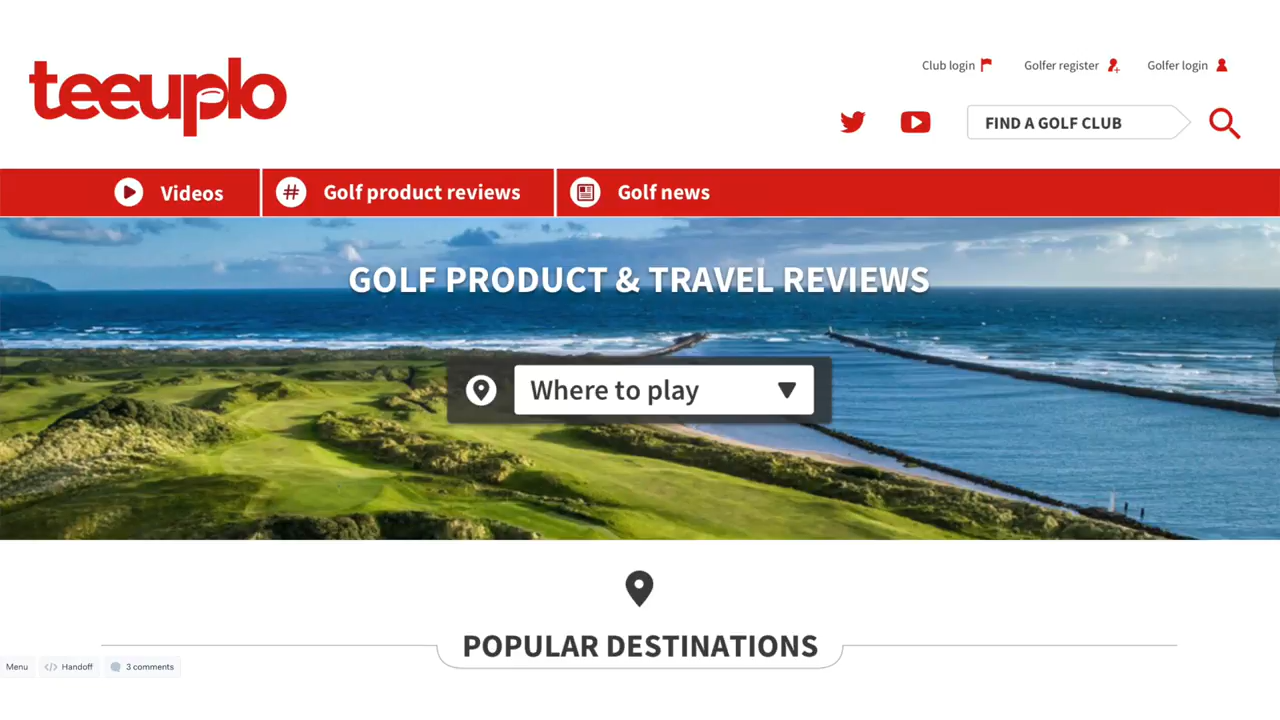 teeuplo
Club login
Golfer register
Golfer login
FIND A GOLF CLUB
Videos
# Golf product reviews
Golf news
GOLF PRODUCT & TRAVEL REVIEWS
Where to play
POPULAR DESTINATIONS
Menu
</> Handoff
3 comments